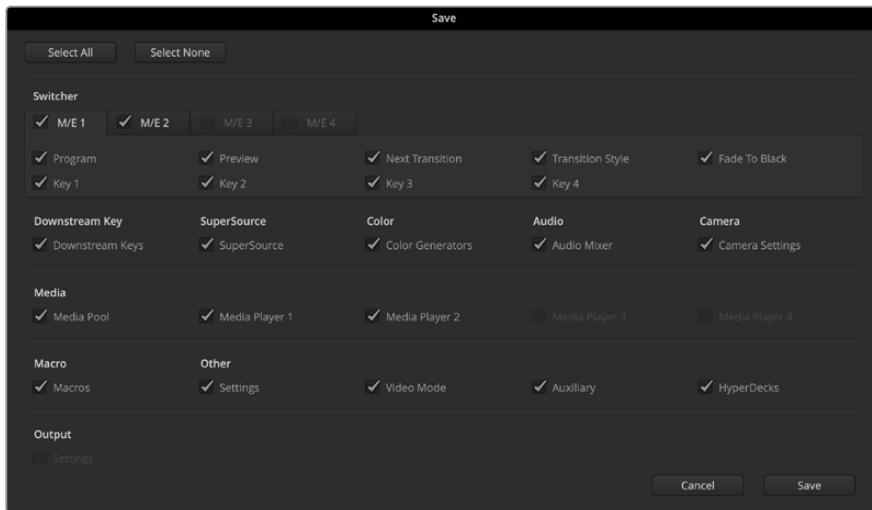 Save
Select All Select None
Switcher
M/E 1 M/E 2 M/E 3 M/E 4
Program Preview Next Transition Transition Style Fade To Black
Key 1 Key 2 Key 3 Key 4
Downstream Key SuperSource Color Audio Camera
Downstream Keys SuperSource Color Generators Audio Mixer Camera Settings
Media
Media Pool Media Player 1 Media Player 2 Media Player 3 Media Player 4
Macro Other
Macros Settings Video Mode Auxiliary HyperDecks
Output
Settings
Cancel Save